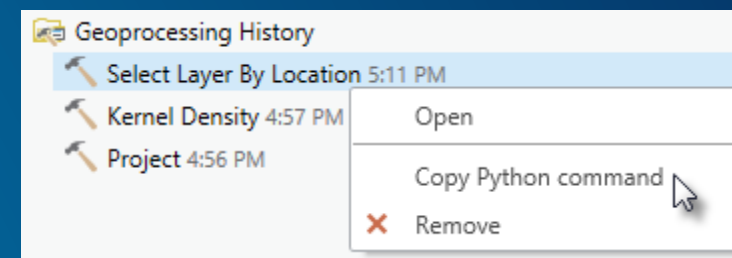 Geoprocessing History
Select Layer By Location 5:11 PM
Kernel Density 4:57 PM
Project 4:56 PM
Open
Copy Python command
Remove